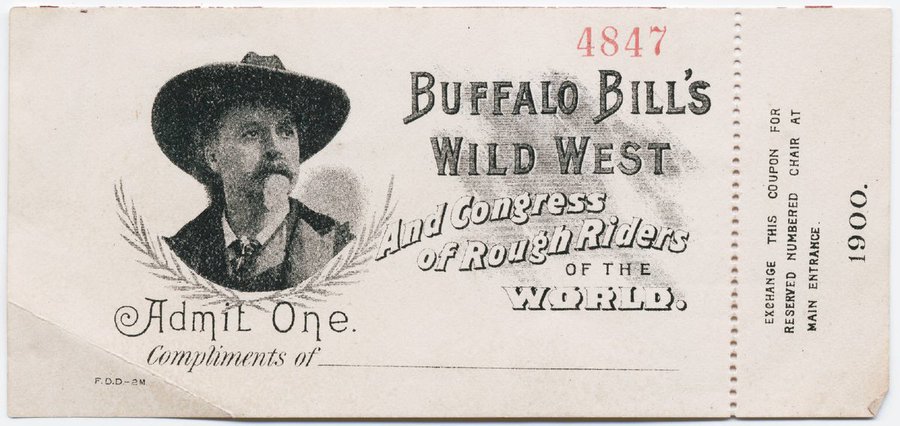 4847
BUFFALO BILL'S
WILD WEST
And Congress
of Rough Riders
OF THE
WORLD.
Admit One.
Compliments of
F.D.D.-2M
EXCHANGE THIS COUPON FOR
RESERVED NUMBERED CHAIR AT
MAIN ENTRANCE.
1900.